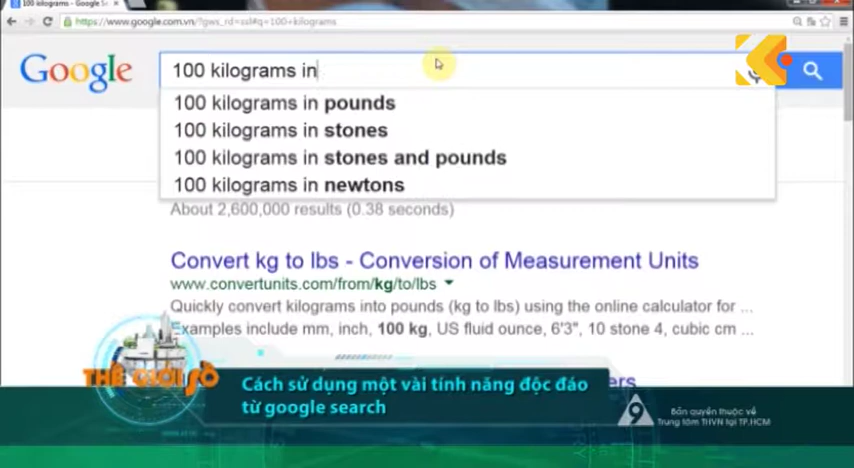 100 kilograms - Google S
https://www.google.com.vn/?gws_rd=ssl#q=100+kilograms
Google
100 kilograms in
100 kilograms in pounds
100 kilograms in stones
100 kilograms in stones and pounds
100 kilograms in newtons
About 2,600,000 results (0.38 seconds)
Convert kg to lbs - Conversion of Measurement Units
www.convertunits.com/from/kg/to/lbs
Quickly convert kilograms into pounds (kg to lbs) using the online calculator for ...
Examples include mm, inch, 100 kg, US fluid ounce, 6'3", 10 stone 4, cubic cm ...
THẾ GIỚI SỐ
Cách sử dụng một vài tính năng độc đáo
từ google search
9
Bản quyền thuộc về
Trung tâm THVN tại TP.HCM